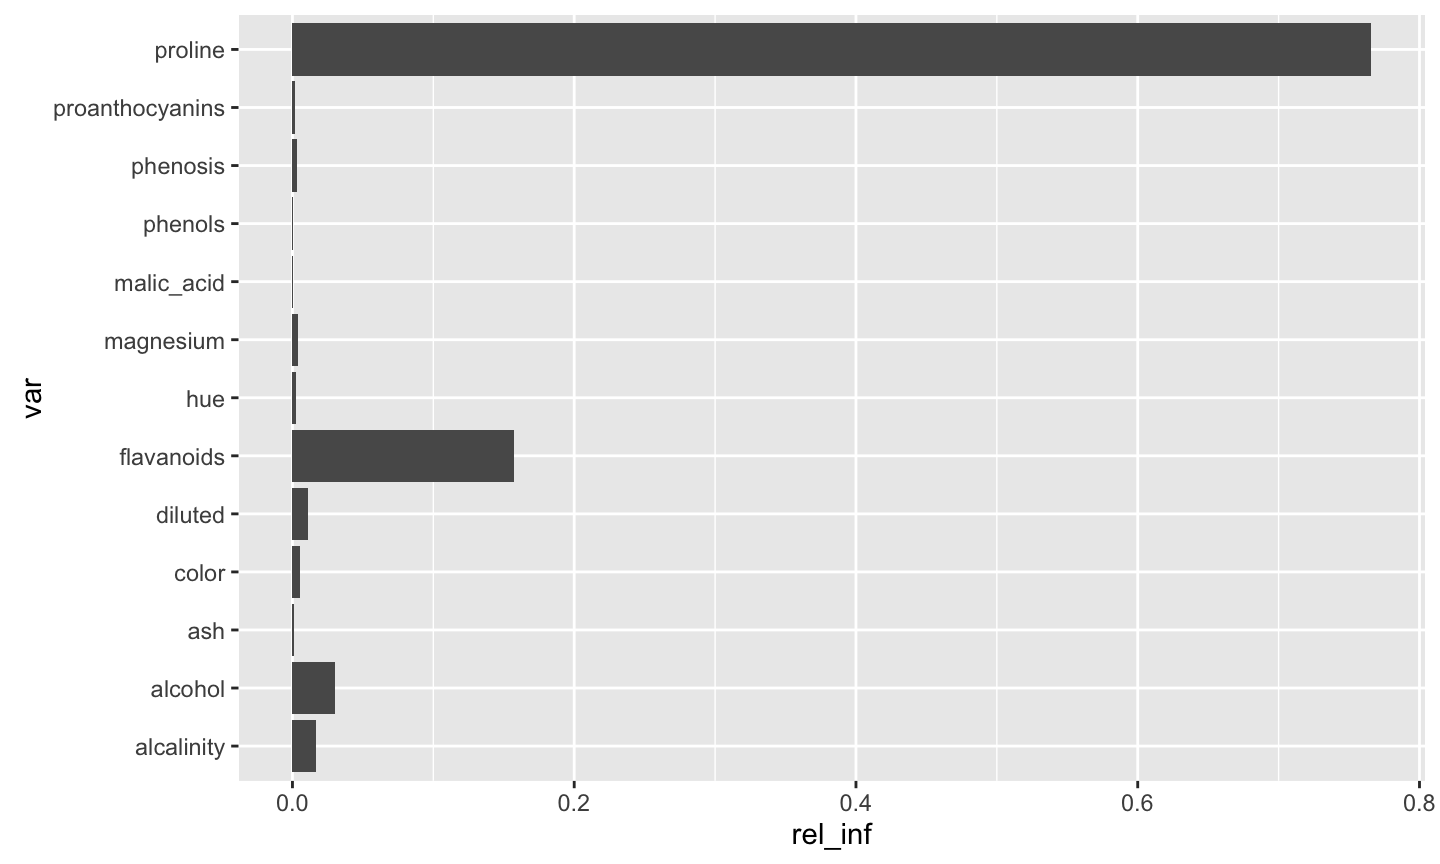 proline
proanthocyanins
phenosis
phenols
malic_acid
magnesium
hue
flavanoids
diluted
color
ash
alcohol
alcalinity
var
0.0 0.2 0.4 0.6 0.8
rel_inf